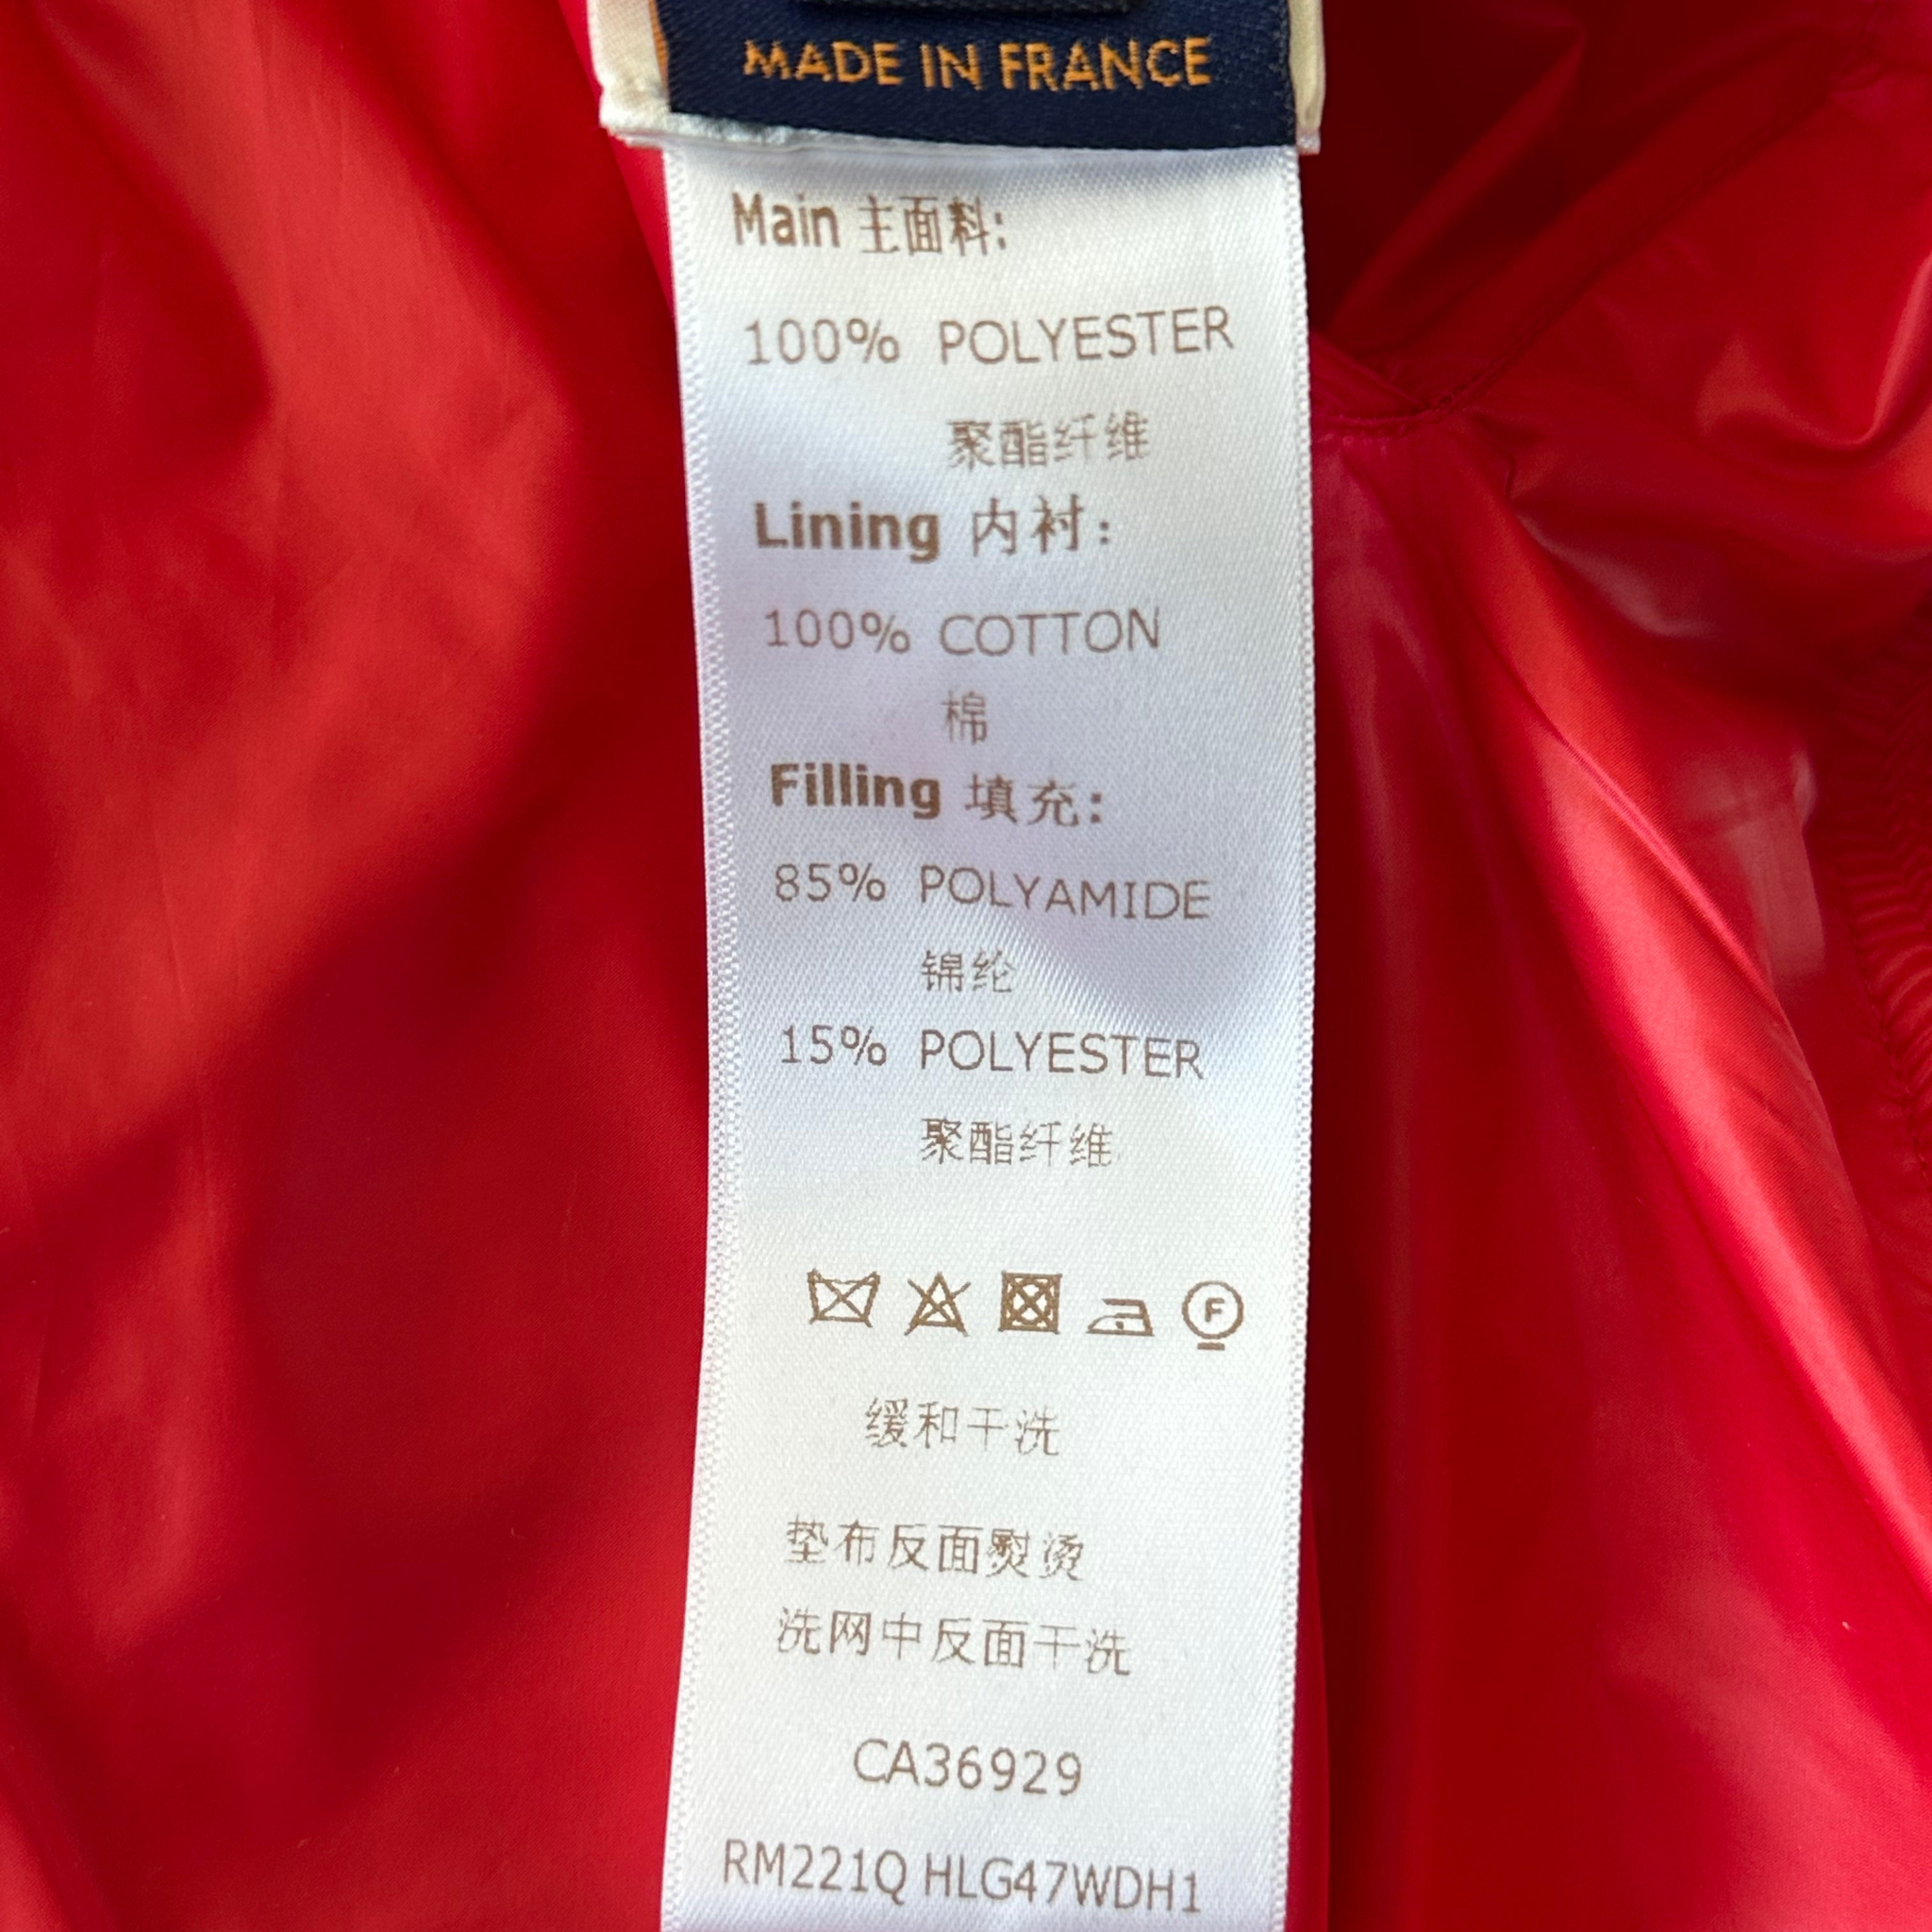 MADE IN FRANCE
Main 主面料:
100% POLYESTER
聚酯纤维
Lining 内衬:
100% COTTON
棉
Filling 填充:
85% POLYAMIDE
锦纶
15% POLYESTER
聚酯纤维
F
缓和干洗
垫布反面熨烫
洗网中反面干洗
CA36929
RM221Q HLG47WDH1